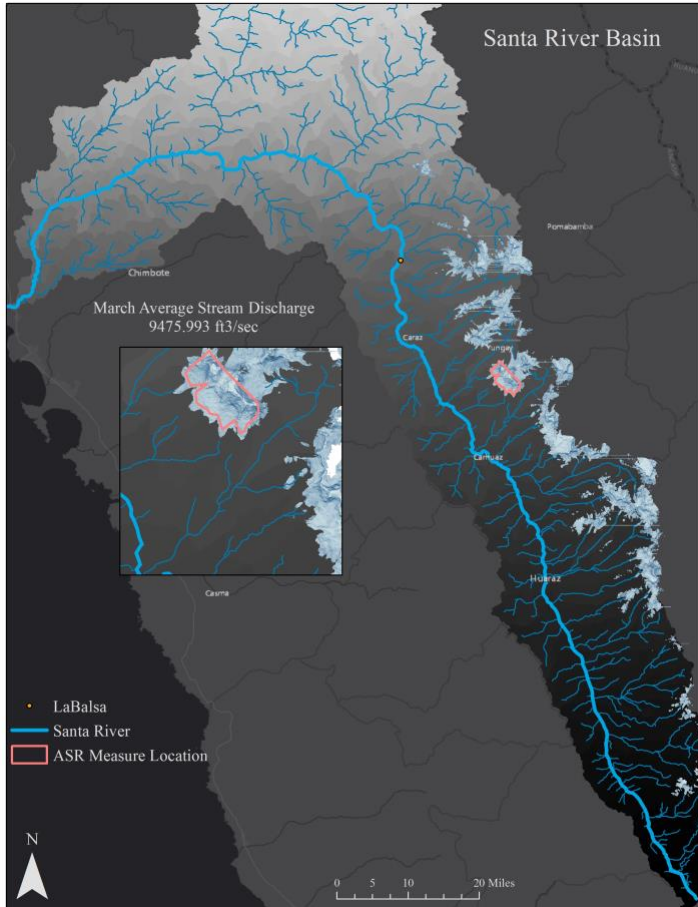 Santa River Basin
Pomabamba
Chimbote
March Average Stream Discharge
9475.993 ft3/sec
Caraz
Yungay
Carhuaz
Huaraz
Casma
LaBalsa
Santa River
ASR Measure Location
N
0 5 10 20 Miles